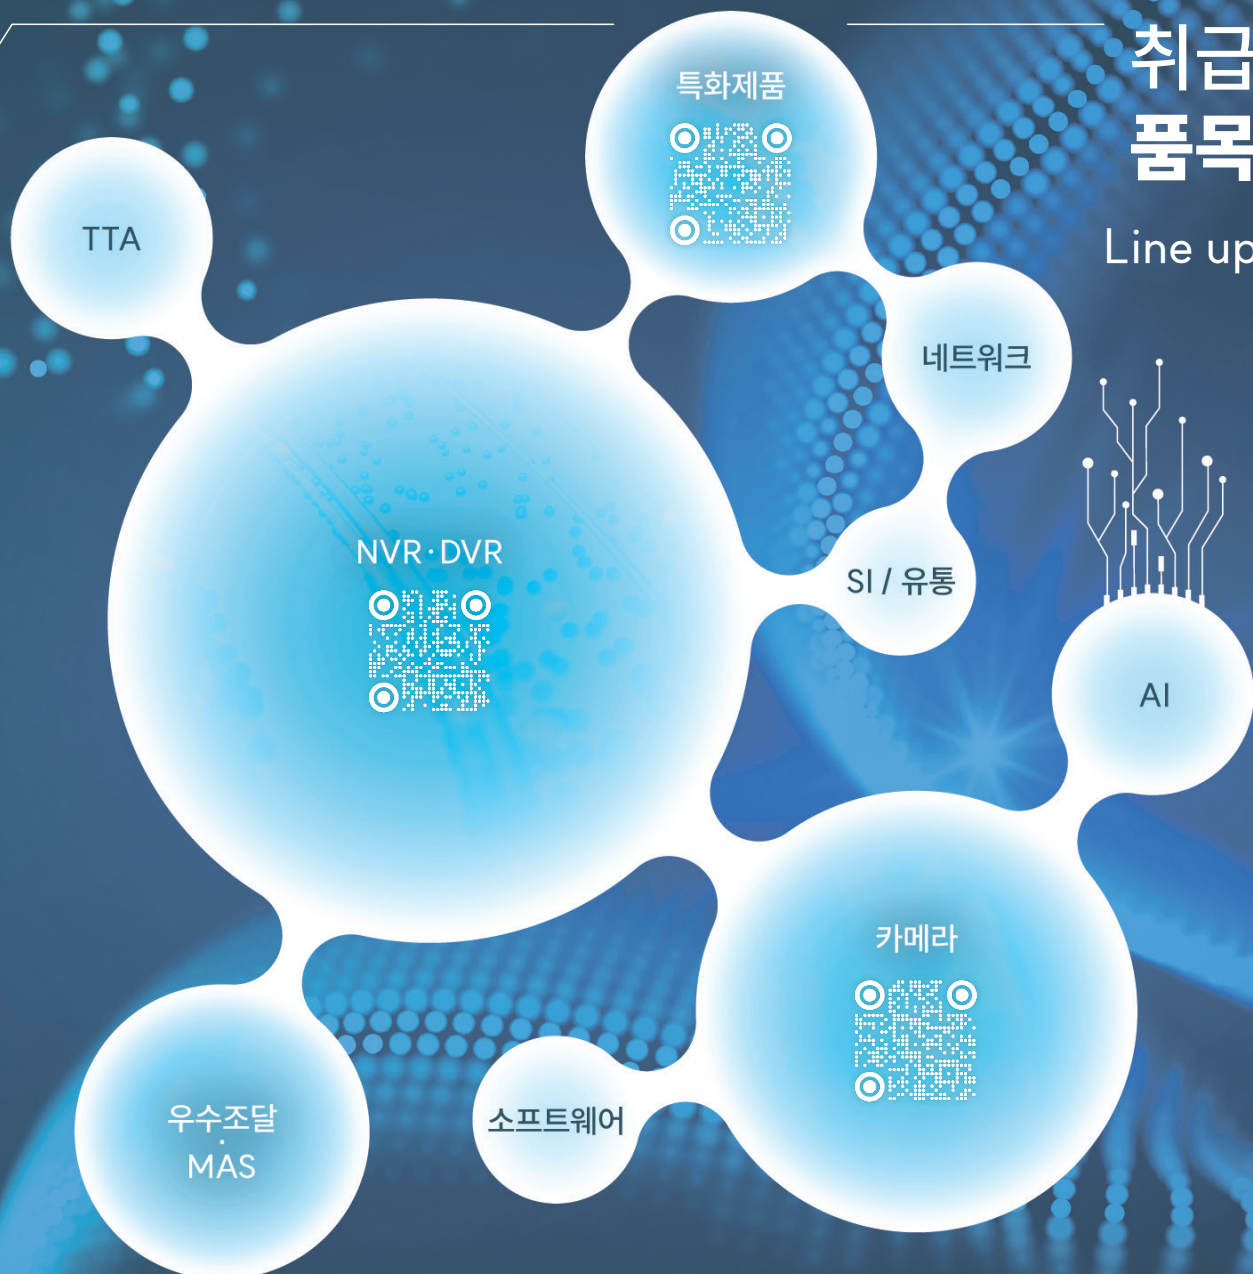 취급
품목
Line up
특화제품
TTA
네트워크
NVR·DVR
SI / 유통
AI
카메라
우수조달
·
MAS
소프트웨어